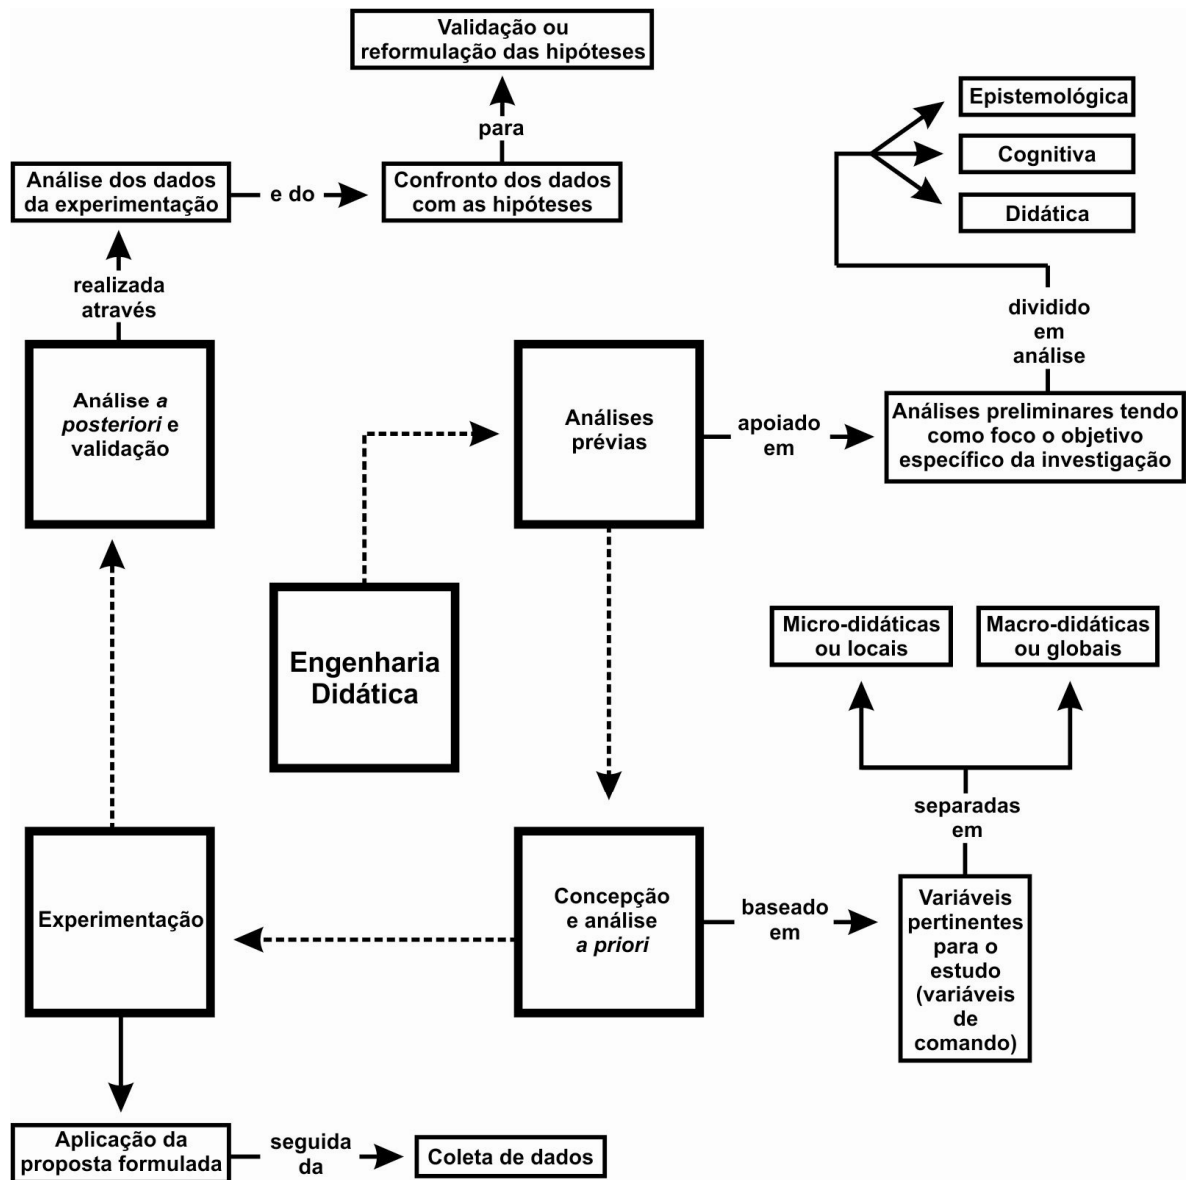 Validação ou
reformulação das hipóteses
para
Análise dos dados
da experimentação
e do
Confronto dos dados
com as hipóteses
Epistemológica
Cognitiva
Didática
realizada
através
dividido
em
análise
Análise a
posteriori e
validação
Análises
prévias
apoiado
em
Análises preliminares tendo
como foco o objetivo
específico da investigação
Engenharia
Didática
Micro-didáticas
ou locais
Macro-didáticas
ou globais
separadas
em
Experimentação
Concepção
e análise
a priori
baseado
em
Variáveis
pertinentes
para o
estudo
(variáveis
de
comando)
Aplicação da
proposta formulada
seguida
da
Coleta de dados